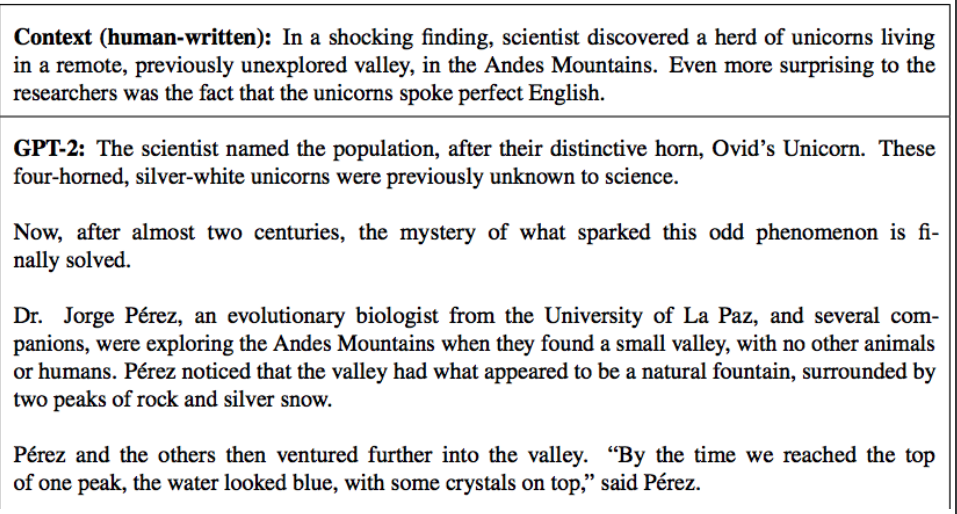 Context (human-written): In a shocking finding, scientist discovered a herd of unicorns living
in a remote, previously unexplored valley, in the Andes Mountains. Even more surprising to the
researchers was the fact that the unicorns spoke perfect English.
GPT-2: The scientist named the population, after their distinctive horn, Ovid's Unicorn. These
four-horned, silver-white unicorns were previously unknown to science.
Now, after almost two centuries, the mystery of what sparked this odd phenomenon is fi-
nally solved.
Dr. Jorge Pérez, an evolutionary biologist from the University of La Paz, and several com-
panions, were exploring the Andes Mountains when they found a small valley, with no other animals
or humans. Pérez noticed that the valley had what appeared to be a natural fountain, surrounded by
two peaks of rock and silver snow.
Pérez and the others then ventured further into the valley. “By the time we reached the top
of one peak, the water looked blue, with some crystals on top,” said Pérez.